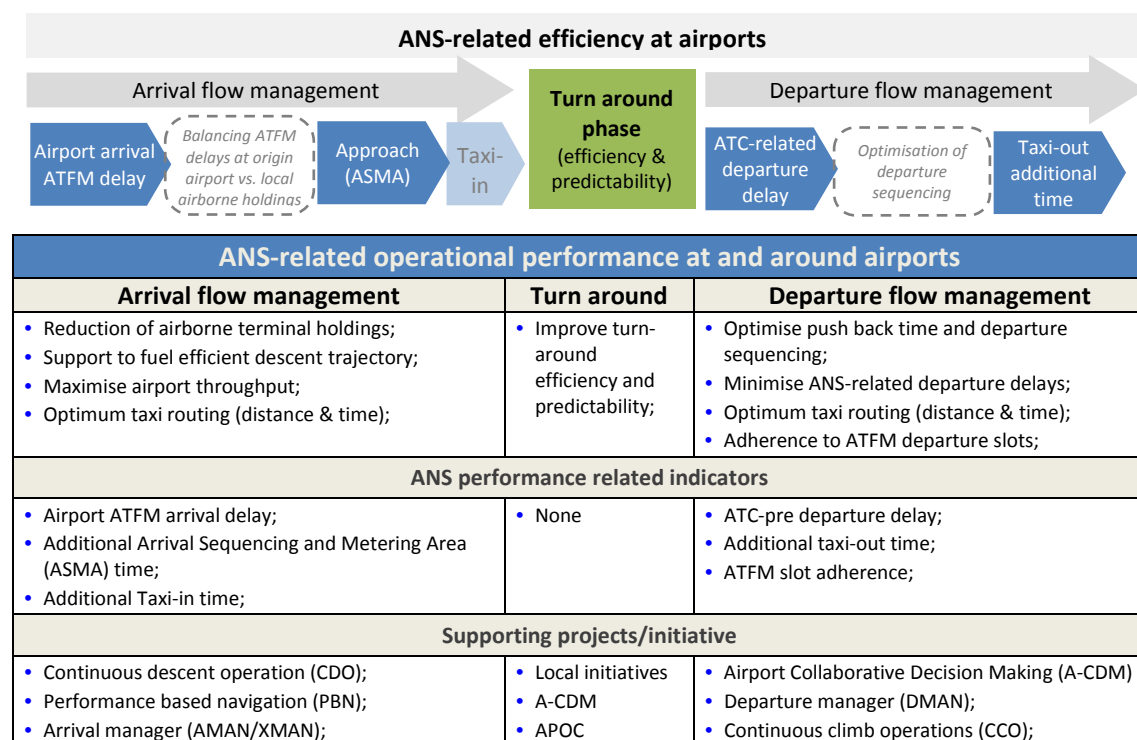 ANS-related efficiency at airports
Arrival flow management
Airport arrival
ATFM delay
Balancing ATFM
delays at origin
airport vs. local
airborne holdings
Approach
(ASMA)
Taxi-
in
Turn around
phase
(efficiency &
predictability)
Departure flow management
ATC-related
departure
delay
Optimisation of
departure
sequencing
Taxi-out
additional
time
ANS-related operational performance at and around airports
Arrival flow management
Turn around
Departure flow management
• Reduction of airborne terminal holdings;
• Support to fuel efficient descent trajectory;
• Maximise airport throughput;
• Optimum taxi routing (distance & time);
• Improve turn-
around
efficiency and
predictability;
• Optimise push back time and departure
sequencing;
• Minimise ANS-related departure delays;
• Optimum taxi routing (distance & time);
• Adherence to ATFM departure slots;
ANS performance related indicators
• Airport ATFM arrival delay;
• Additional Arrival Sequencing and Metering Area
(ASMA) time;
• Additional Taxi-in time;
• None
• ATC-pre departure delay;
• Additional taxi-out time;
• ATFM slot adherence;
Supporting projects/initiative
• Continuous descent operation (CDO);
• Performance based navigation (PBN);
• Arrival manager (AMAN/XMAN);
• Local initiatives
• A-CDM
• APOC
• Airport Collaborative Decision Making (A-CDM)
• Departure manager (DMAN);
• Continuous climb operations (CCO);